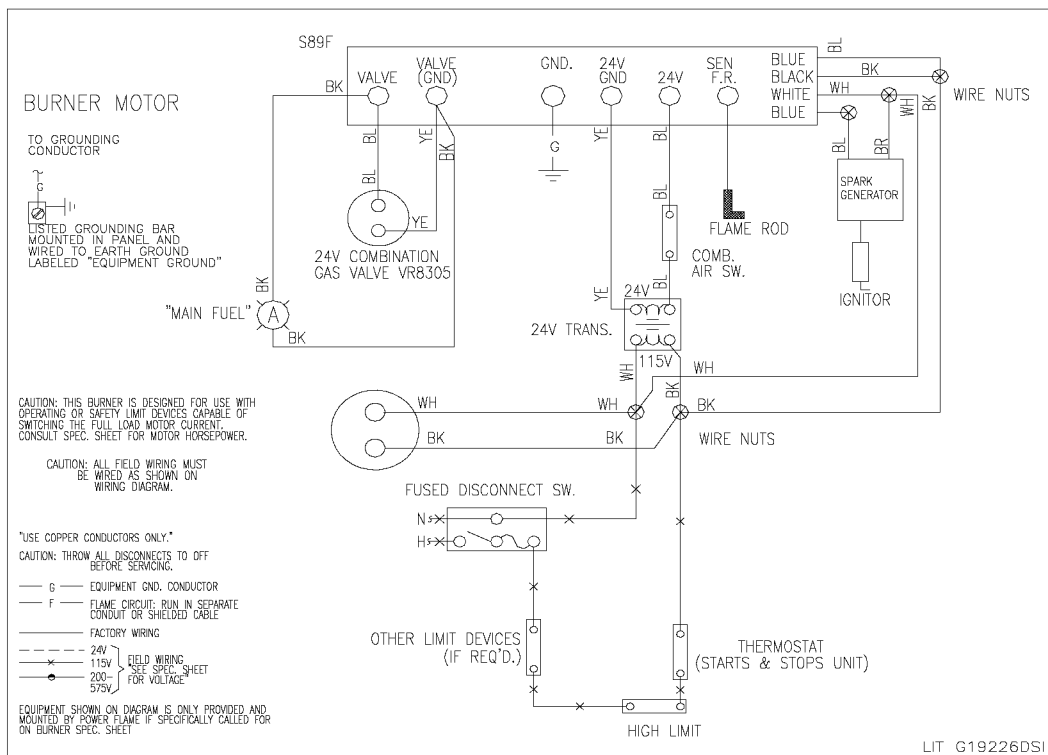 S89F
VALVE
VALVE
(GND)
GND.
24V
GND
24V
SEN
F.R.
BLUE
BLACK
WHITE
BLUE
BL
BK
WH
BK
WH
BK
WIRE NUTS
BL
BR
SPARK
GENERATOR
IGNITOR
BURNER MOTOR
TO GROUNDING
CONDUCTOR
G
LISTED GROUNDING BAR
MOUNTED IN PANEL AND
WIRED TO EARTH GROUND
LABELED "EQUIPMENT GROUND"
BL
YE
BK
BL
YE
24V COMBINATION
GAS VALVE VR8305
G
YE
BL
BL
FLAME ROD
COMB.
AIR SW.
BL
YE
BK
"MAIN FUEL"
A
BK
24V
24V TRANS.
115V
WH
WH
BK
CAUTION: THIS BURNER IS DESIGNED FOR USE WITH
OPERATING OR SAFETY LIMIT DEVICES CAPABLE OF
SWITCHING THE FULL LOAD MOTOR CURRENT.
CONSULT SPEC. SHEET FOR MOTOR HORSEPOWER.
WH
WH
BK
BK
BK
WIRE NUTS
CAUTION: ALL FIELD WIRING MUST
BE WIRED AS SHOWN ON
WIRING DIAGRAM.
FUSED DISCONNECT SW.
N
H
"USE COPPER CONDUCTORS ONLY."
CAUTION: THROW ALL DISCONNECTS TO OFF
BEFORE SERVICING.
G EQUIPMENT GND. CONDUCTOR
F FLAME CIRCUIT: RUN IN SEPARATE
CONDUIT OR SHIELDED CABLE
FACTORY WIRING
24V
115V
200-
575V
FIELD WIRING
"SEE SPEC. SHEET
FOR VOLTAGE"
EQUIPMENT SHOWN ON DIAGRAM IS ONLY PROVIDED AND
MOUNTED BY POWER FLAME IF SPECIFICALLY CALLED FOR
ON BURNER SPEC. SHEET
OTHER LIMIT DEVICES
(IF REQ'D.)
THERMOSTAT
(STARTS & STOPS UNIT)
HIGH LIMIT
LIT G19226DSI